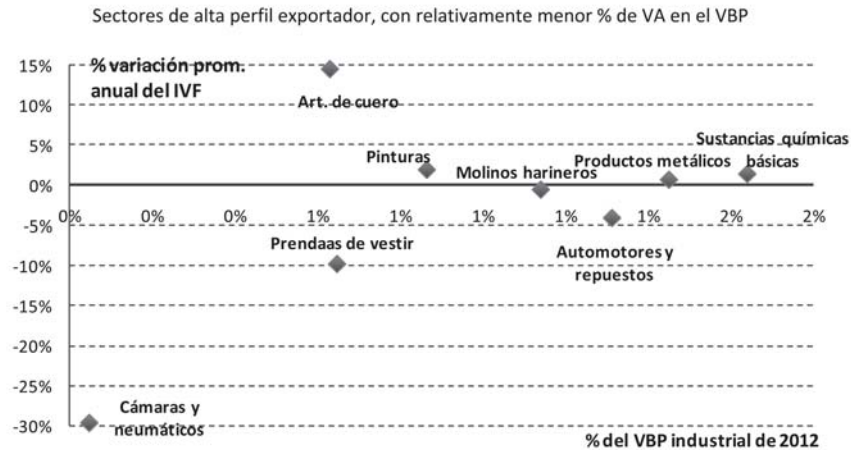 Sectores de alta perfil exportador, con relativamente menor % de VA en el VBP
15%
% variación prom.
anual del IVF
10%
Art. de cuero
5%
Sustancias químicas
básicas
Pinturas
Productos metálicos
Molinos harineros
0%
0% 0% 0% 1% 1% 1% 1% 1% 2% 2%
-5%
Prendaas de vestir
Automotores y
repuestos
-10%
-15%
-20%
-25%
Cámaras y
neumáticos
-30%
% del VBP industrial de 2012